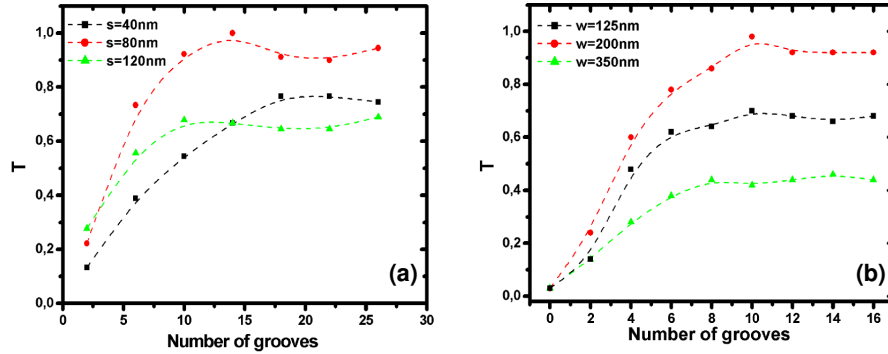 s=40nm
s=80nm
s=120nm
T
1,0
0,8
0,6
0,4
0,2
0,0
0 5 10 15 20 25 30
Number of grooves
(a)
w=125nm
w=200nm
w=350nm
T
1,0
0,8
0,6
0,4
0,2
0,0
0 2 4 6 8 10 12 14 16
Number of grooves
(b)